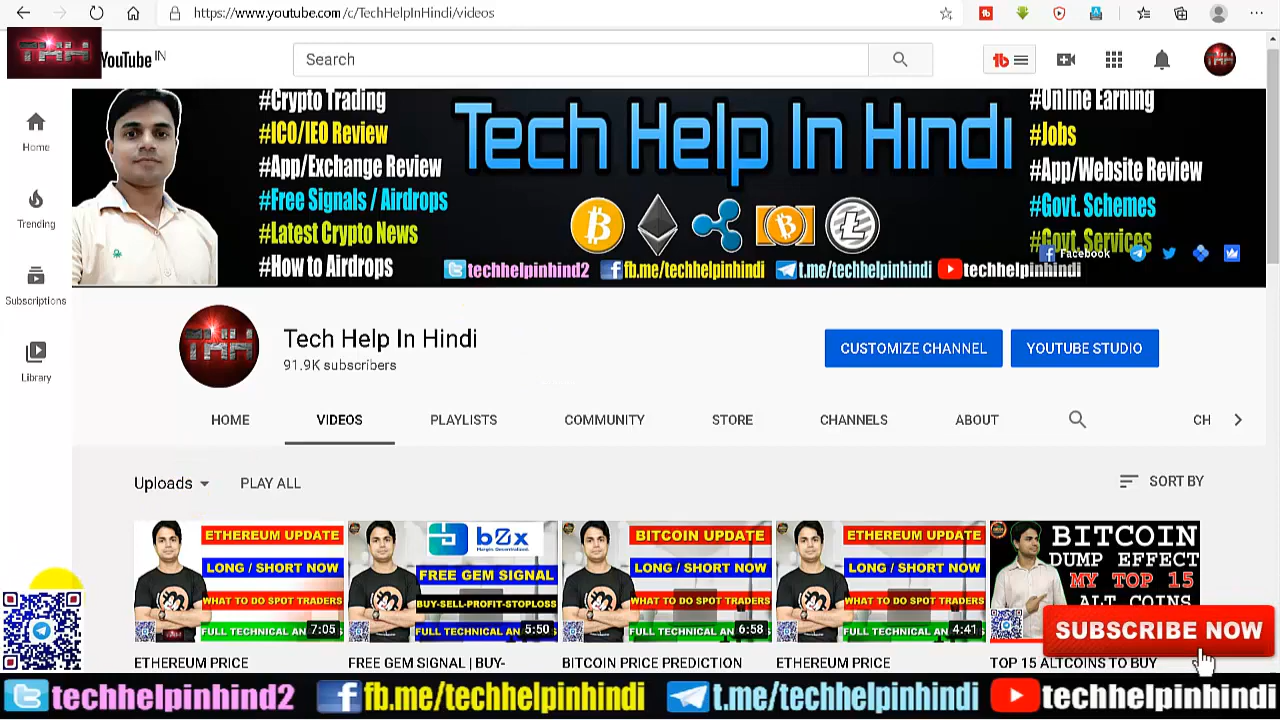 https://www.youtube.com/c/TechHelpInHindi/videos
THH
YouTube IN
Search
THH
Home
Trending
Subscriptions
Library
#Crypto Trading
#ICO/IEO Review
#App/Exchange Review
#Free Signals / Airdrops
#Latest Crypto News
#How to Airdrops
Tech Help In Hindi
techhelpinhind2
fb.me/techhelpinhindi
t.me/techhelpinhindi
techhelpinhindi
#Online Earning
#Jobs
#App/Website Review
#Govt. Schemes
#Govt. Services
Facebook
THH
Tech Help In Hindi
91.9K subscribers
CUSTOMIZE CHANNEL
YOUTUBE STUDIO
HOME
VIDEOS
PLAYLISTS
COMMUNITY
STORE
CHANNELS
ABOUT
CH
Uploads
PLAY ALL
SORT BY
ETHEREUM UPDATE
LONG / SHORT NOW
WHAT TO DO SPOT TRADERS
FULL TECHNICAL AN
7:05
b0x
FREE GEM SIGNAL
BUY-SELL-PROFIT-STOPLOSS
FULL TECHNICAL AN
5:50
BITCOIN UPDATE
LONG / SHORT NOW
WHAT TO DO SPOT TRADERS
FULL TECHNICAL AN
6:58
ETHEREUM UPDATE
LONG / SHORT NOW
WHAT TO DO SPOT TRADERS
FULL TECHNICAL AN
4:41
BITCOIN
DUMP EFFECT
MY TOP 15
ALT COINS
ETHEREUM PRICE
FREE GEM SIGNAL | BUY-
BITCOIN PRICE PREDICTION
ETHEREUM PRICE
TOP 15 ALTCOINS TO BUY
SUBSCRIBE NOW
techhelpinhind2
fb.me/techhelpinhindi
t.me/techhelpinhindi
techhelpinhindi